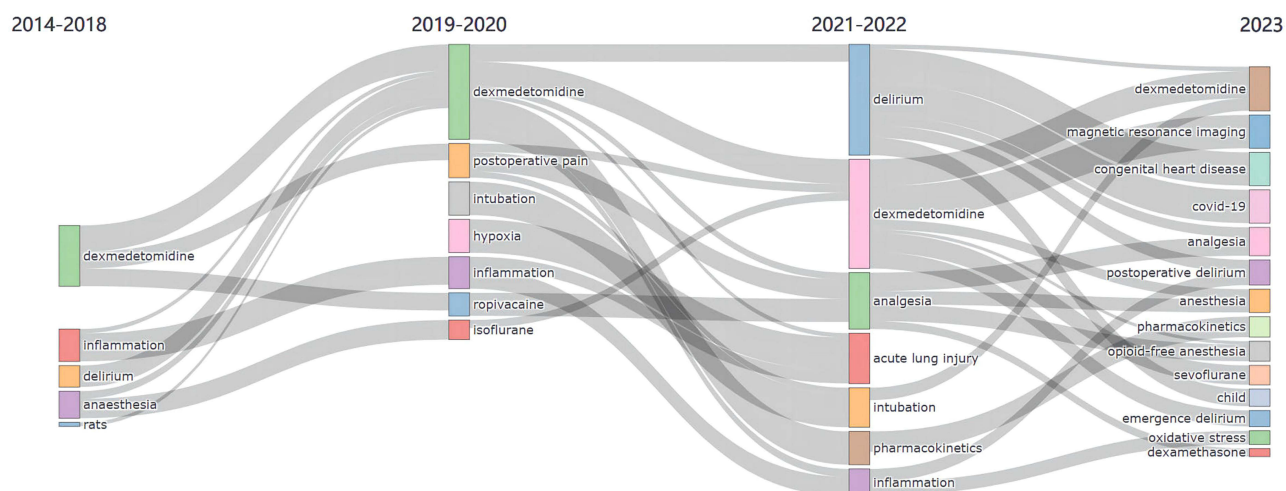 2014-2018
2019-2020
2021-2022
2023
dexmedetomidine
inflammation
delirium
anaesthesia
rats
dexmedetomidine
postoperative pain
intubation
hypoxia
inflammation
ropivacaine
isoflurane
delirium
dexmedetomidine
analgesia
acute lung injury
intubation
pharmacokinetics
inflammation
dexmedetomidine
magnetic resonance imaging
congenital heart disease
covid-19
analgesia
postoperative delirium
anesthesia
pharmacokinetics
opioid-free anesthesia
sevoflurane
child
emergence delirium
oxidative stress
dexamethasone